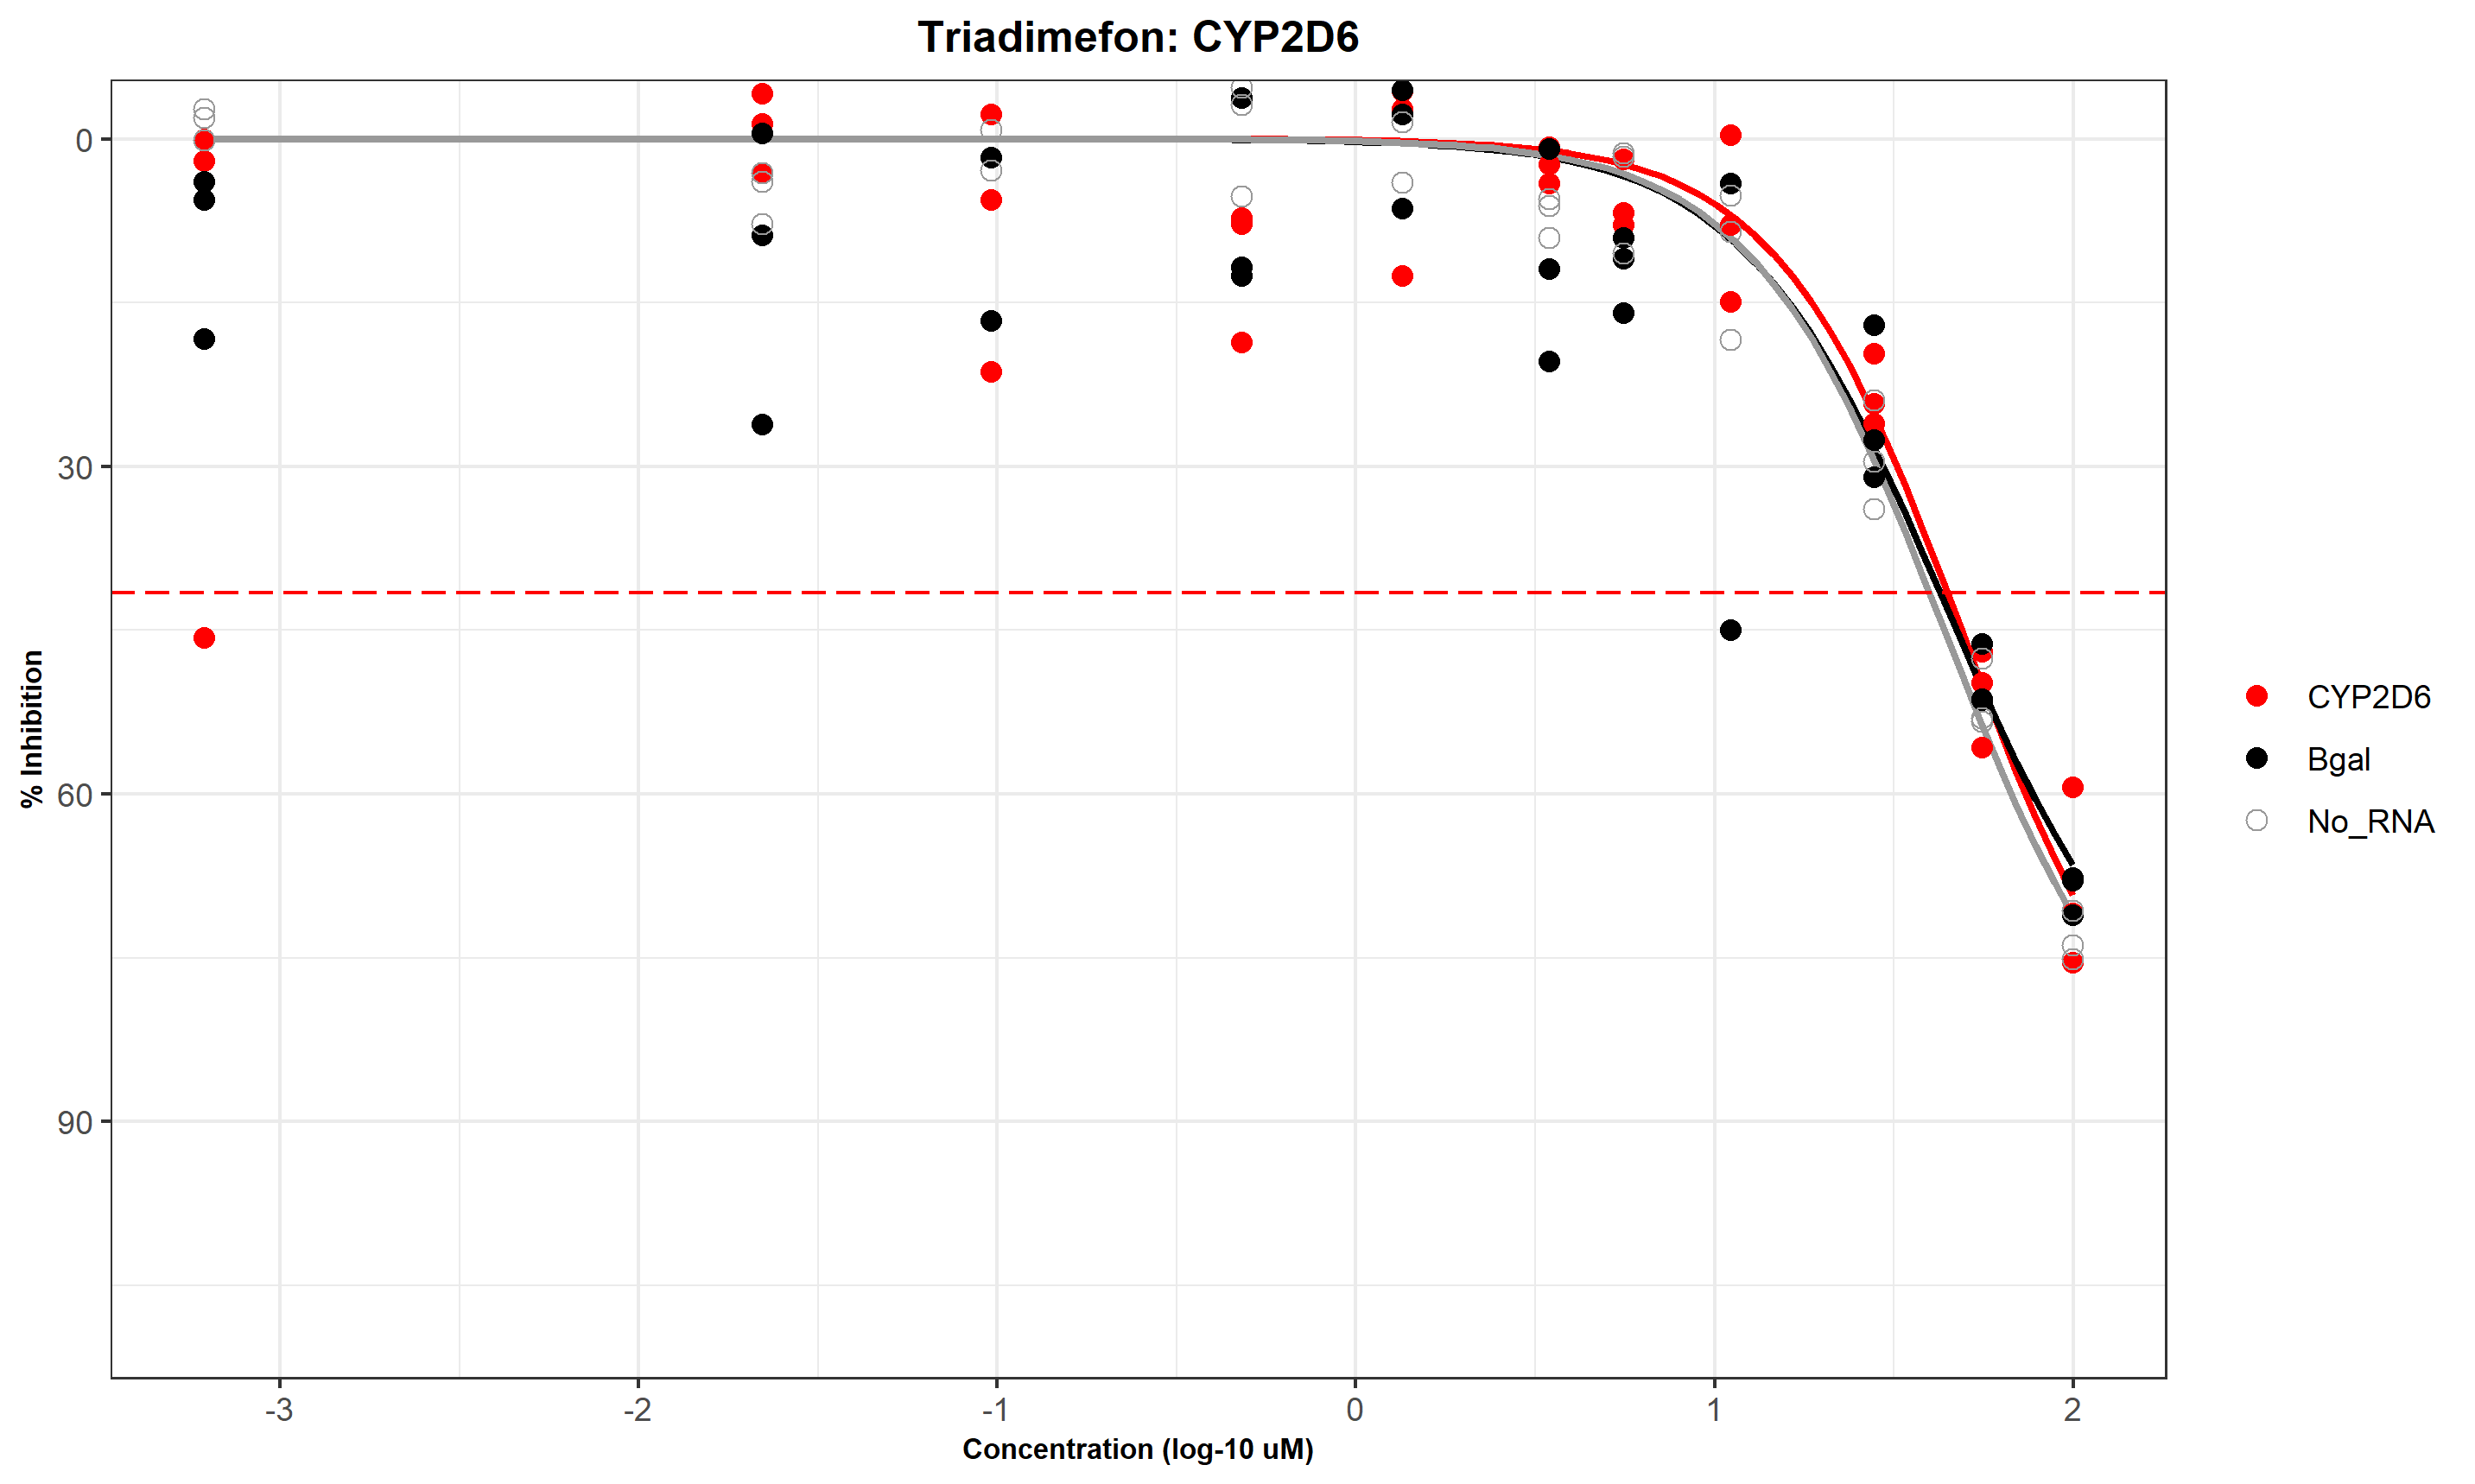 Triadimefon: CYP2D6
0
30
60
90
% Inhibition
-3
-2
-1
0
1
2
Concentration (log-10 uM)
CYP2D6
Bgal
No_RNA